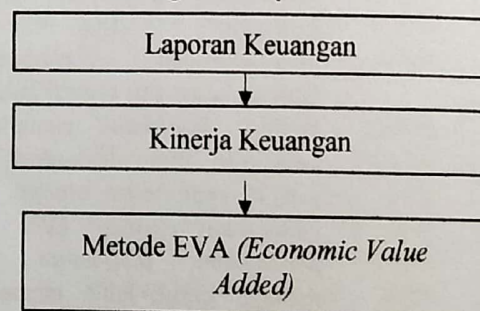 Laporan Keuangan
Kinerja Keuangan
Metode EVA (Economic Value
Added)